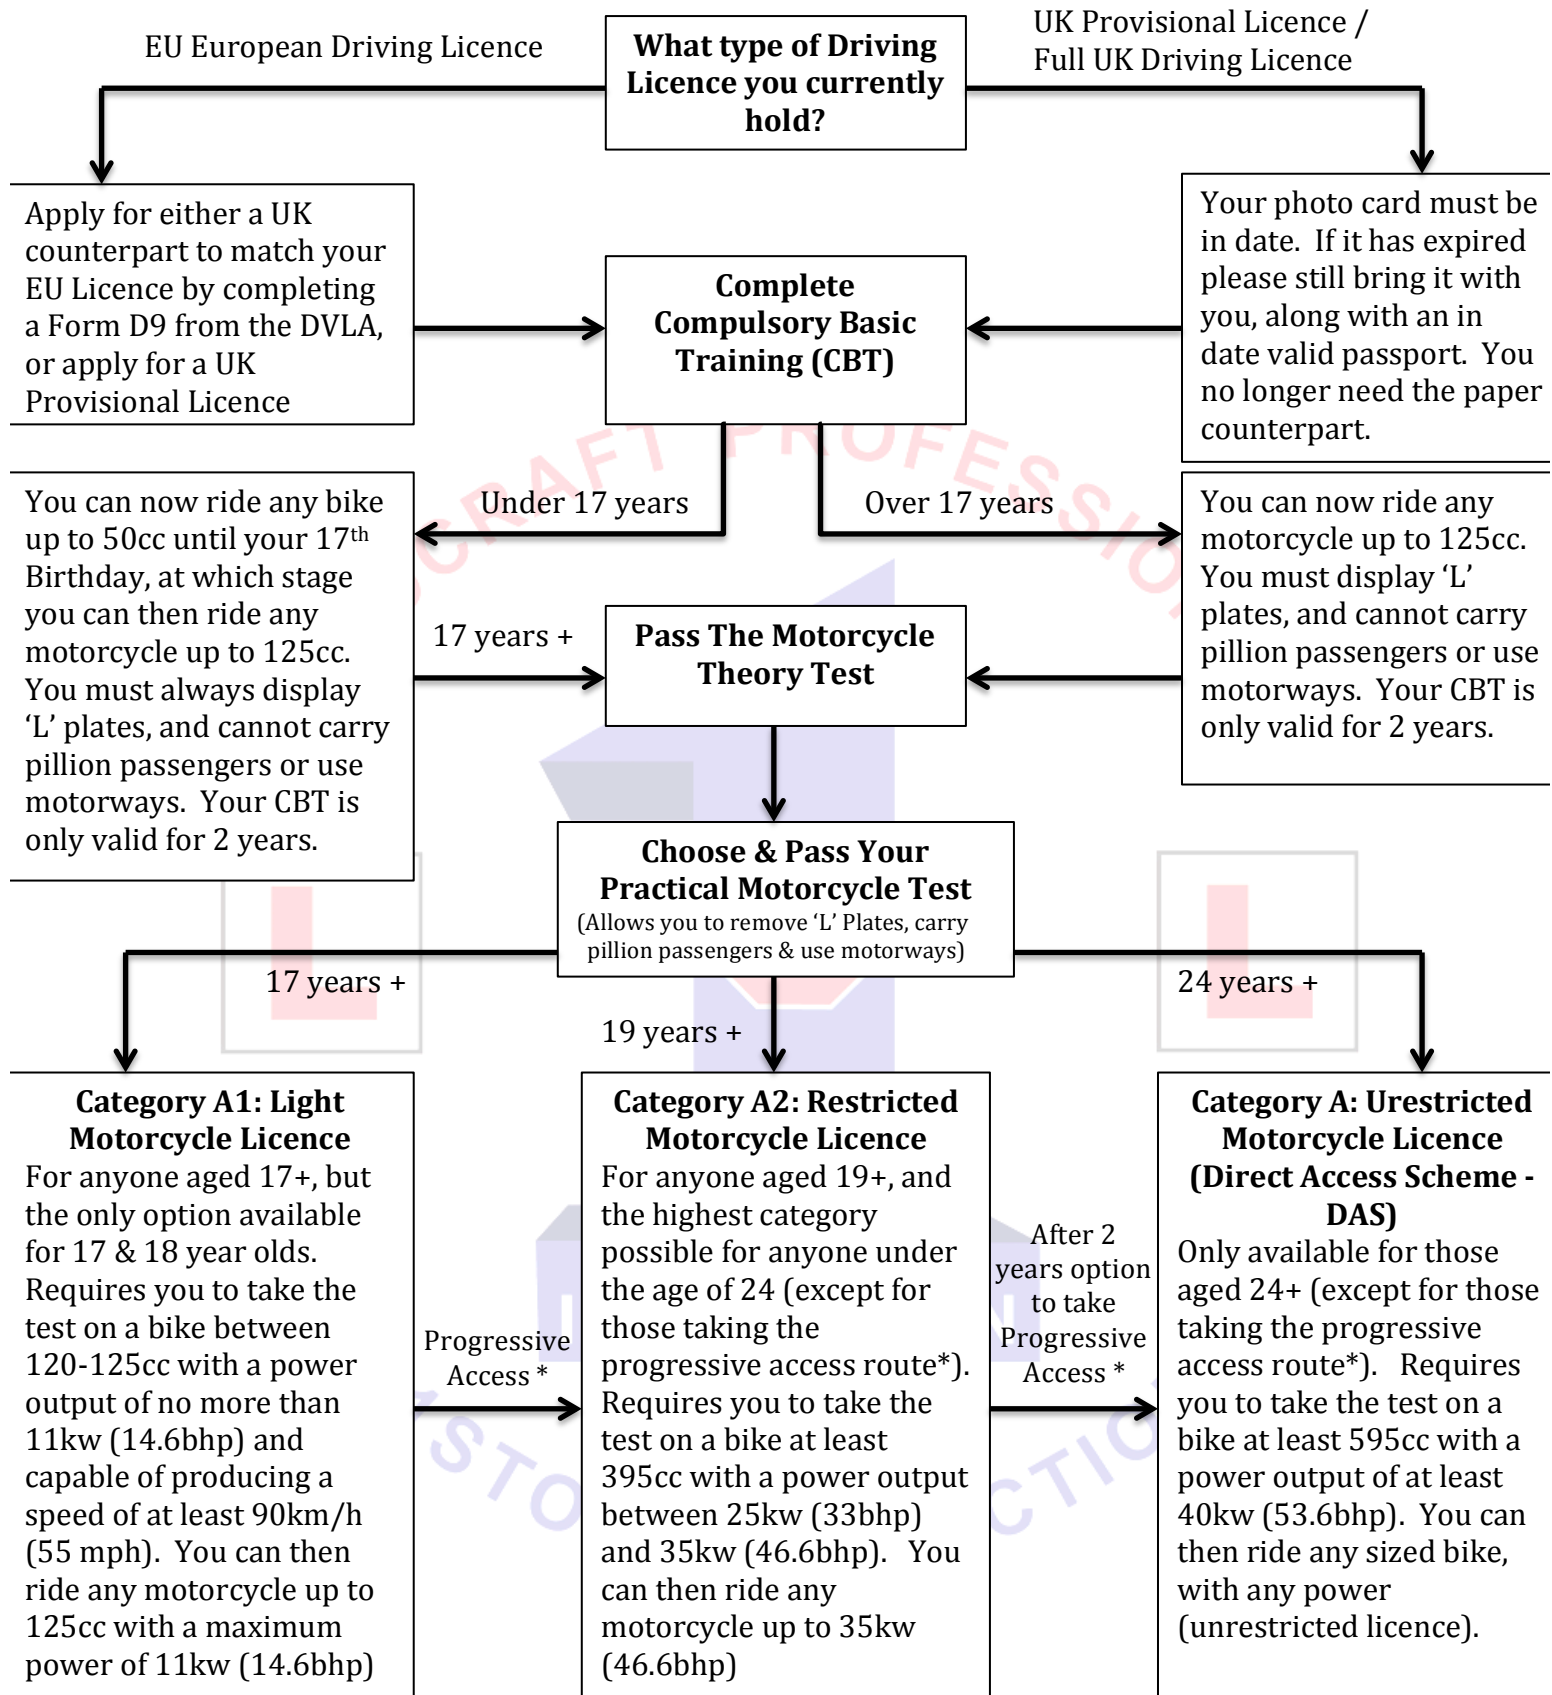 EU European Driving Licence
What type of Driving
Licence you currently
hold?
UK Provisional Licence /
Full UK Driving Licence
Apply for either a UK
counterpart to match your
EU Licence by completing
a Form D9 from the DVLA,
or apply for a UK
Provisional Licence
Complete
Compulsory Basic
Training (CBT)
Your photo card must be
in date. If it has expired
please still bring it with
you, along with an in
date valid passport. You
no longer need the paper
counterpart.
Under 17 years
Over 17 years
You can now ride any bike
up to 50cc until your 17th
Birthday, at which stage
you can then ride any
motorcycle up to 125cc.
You must always display
‘L’ plates, and cannot carry
pillion passengers or use
motorways. Your CBT is
only valid for 2 years.
17 years +
Pass The Motorcycle
Theory Test
You can now ride any
motorcycle up to 125cc.
You must display ‘L’
plates, and cannot carry
pillion passengers or use
motorways. Your CBT is
only valid for 2 years.
Choose & Pass Your
Practical Motorcycle Test
(Allows you to remove ‘L’ Plates, carry
pillion passengers & use motorways)
17 years +
19 years +
24 years +
L
L
Category A1: Light
Motorcycle Licence
For anyone aged 17+, but
the only option available
for 17 & 18 year olds.
Requires you to take the
test on a bike between
120-125cc with a power
output of no more than
11kw (14.6bhp) and
capable of producing a
speed of at least 90km/h
(55 mph). You can then
ride any motorcycle up to
125cc with a maximum
power of 11kw (14.6bhp)
Progressive
Access *
Category A2: Restricted
Motorcycle Licence
For anyone aged 19+, and
the highest category
possible for anyone under
the age of 24 (except for
those taking the
progressive access route*).
Requires you to take the
test on a bike at least
395cc with a power output
between 25kw (33bhp)
and 35kw (46.6bhp). You
can then ride any
motorcycle up to 35kw
(46.6bhp)
After 2
years option
to take
Progressive
Access *
Category A: Urestricted
Motorcycle Licence
(Direct Access Scheme -
DAS)
Only available for those
aged 24+ (except for those
taking the progressive
access route*). Requires
you to take the test on a
bike at least 595cc with a
power output of at least
40kw (53.6bhp). You can
then ride any sized bike,
with any power
(unrestricted licence).